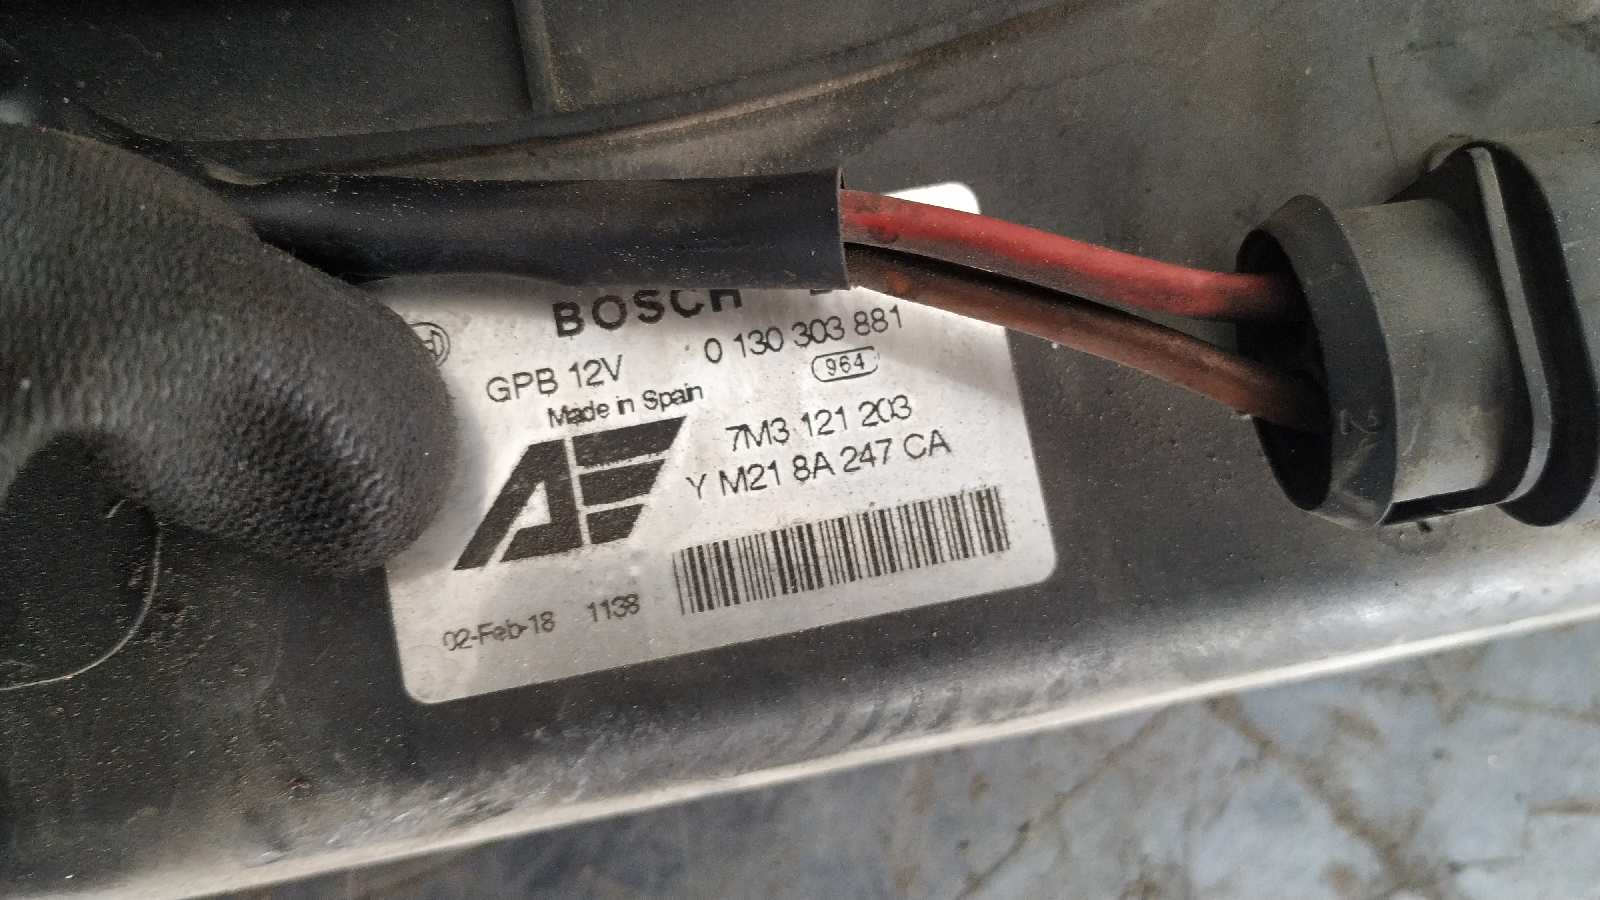 BOSCH
GPB 12V 0 130 303 881
964
Made in Spain
7M3 121 203
YM21 8A 247 CA
02-Feb-18 1138